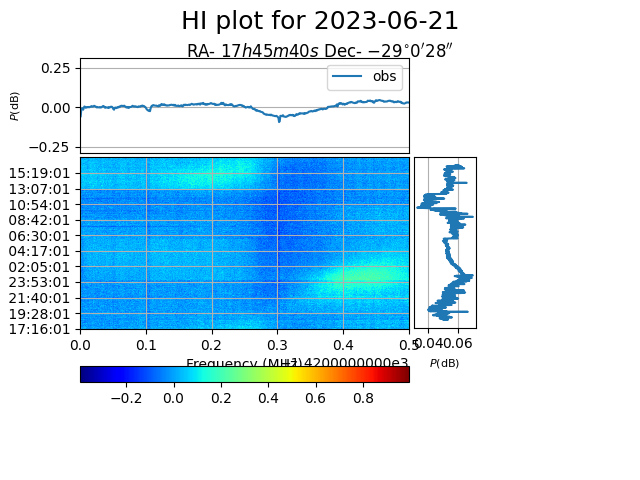 HI plot for 2023-06-21
RA- 17h45m40s Dec- −29°0′28″
0.25
0.00
−0.25
P(dB)
obs
15:19:01
13:07:01
10:54:01
08:42:01
06:30:01
04:17:01
02:05:01
23:53:01
21:40:01
19:28:01
17:16:01
0.0 0.1 0.2 0.3 0.4 0.5
0.04 0.06
Frequency (MHz)
P(dB)
−0.2 0.0 0.2 0.4 0.6 0.8